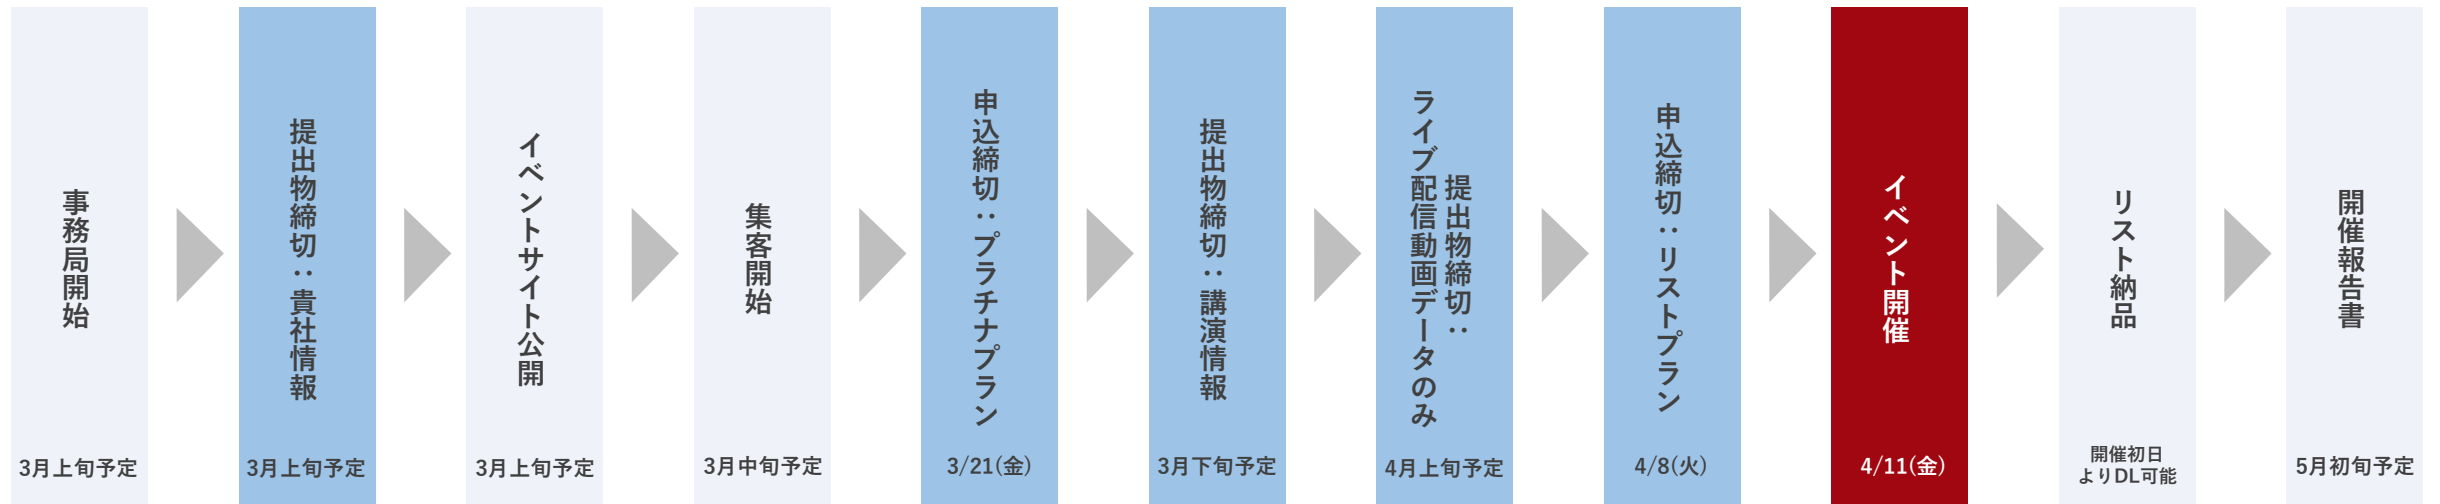 事務局開始
3月上旬予定
提出物締切：貴社情報
3月上旬予定
イベントサイト公開
3月上旬予定
集客開始
3月中旬予定
申込締切：プラチナプラン
3/21(金)
提出物締切：講演情報
3月下旬予定
提出物締切：
ライブ配信動画データのみ
4月上旬予定
申込締切：リストプラン
4/8(火)
イベント開催
4/11(金)
リスト納品
開催初日
よりDL可能
開催報告書
5月初旬予定